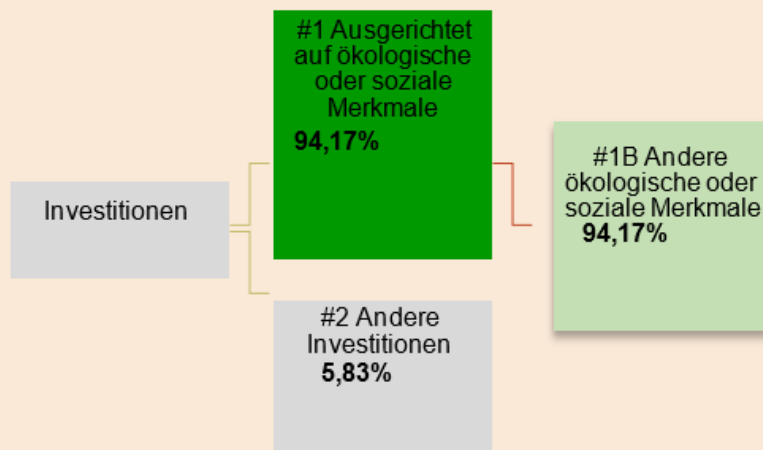 Investitionen
#1 Ausgerichtet
auf ökologische
oder soziale
Merkmale
94,17%
#2 Andere
Investitionen
5,83%
#1B Andere
ökologische oder
soziale Merkmale
94,17%